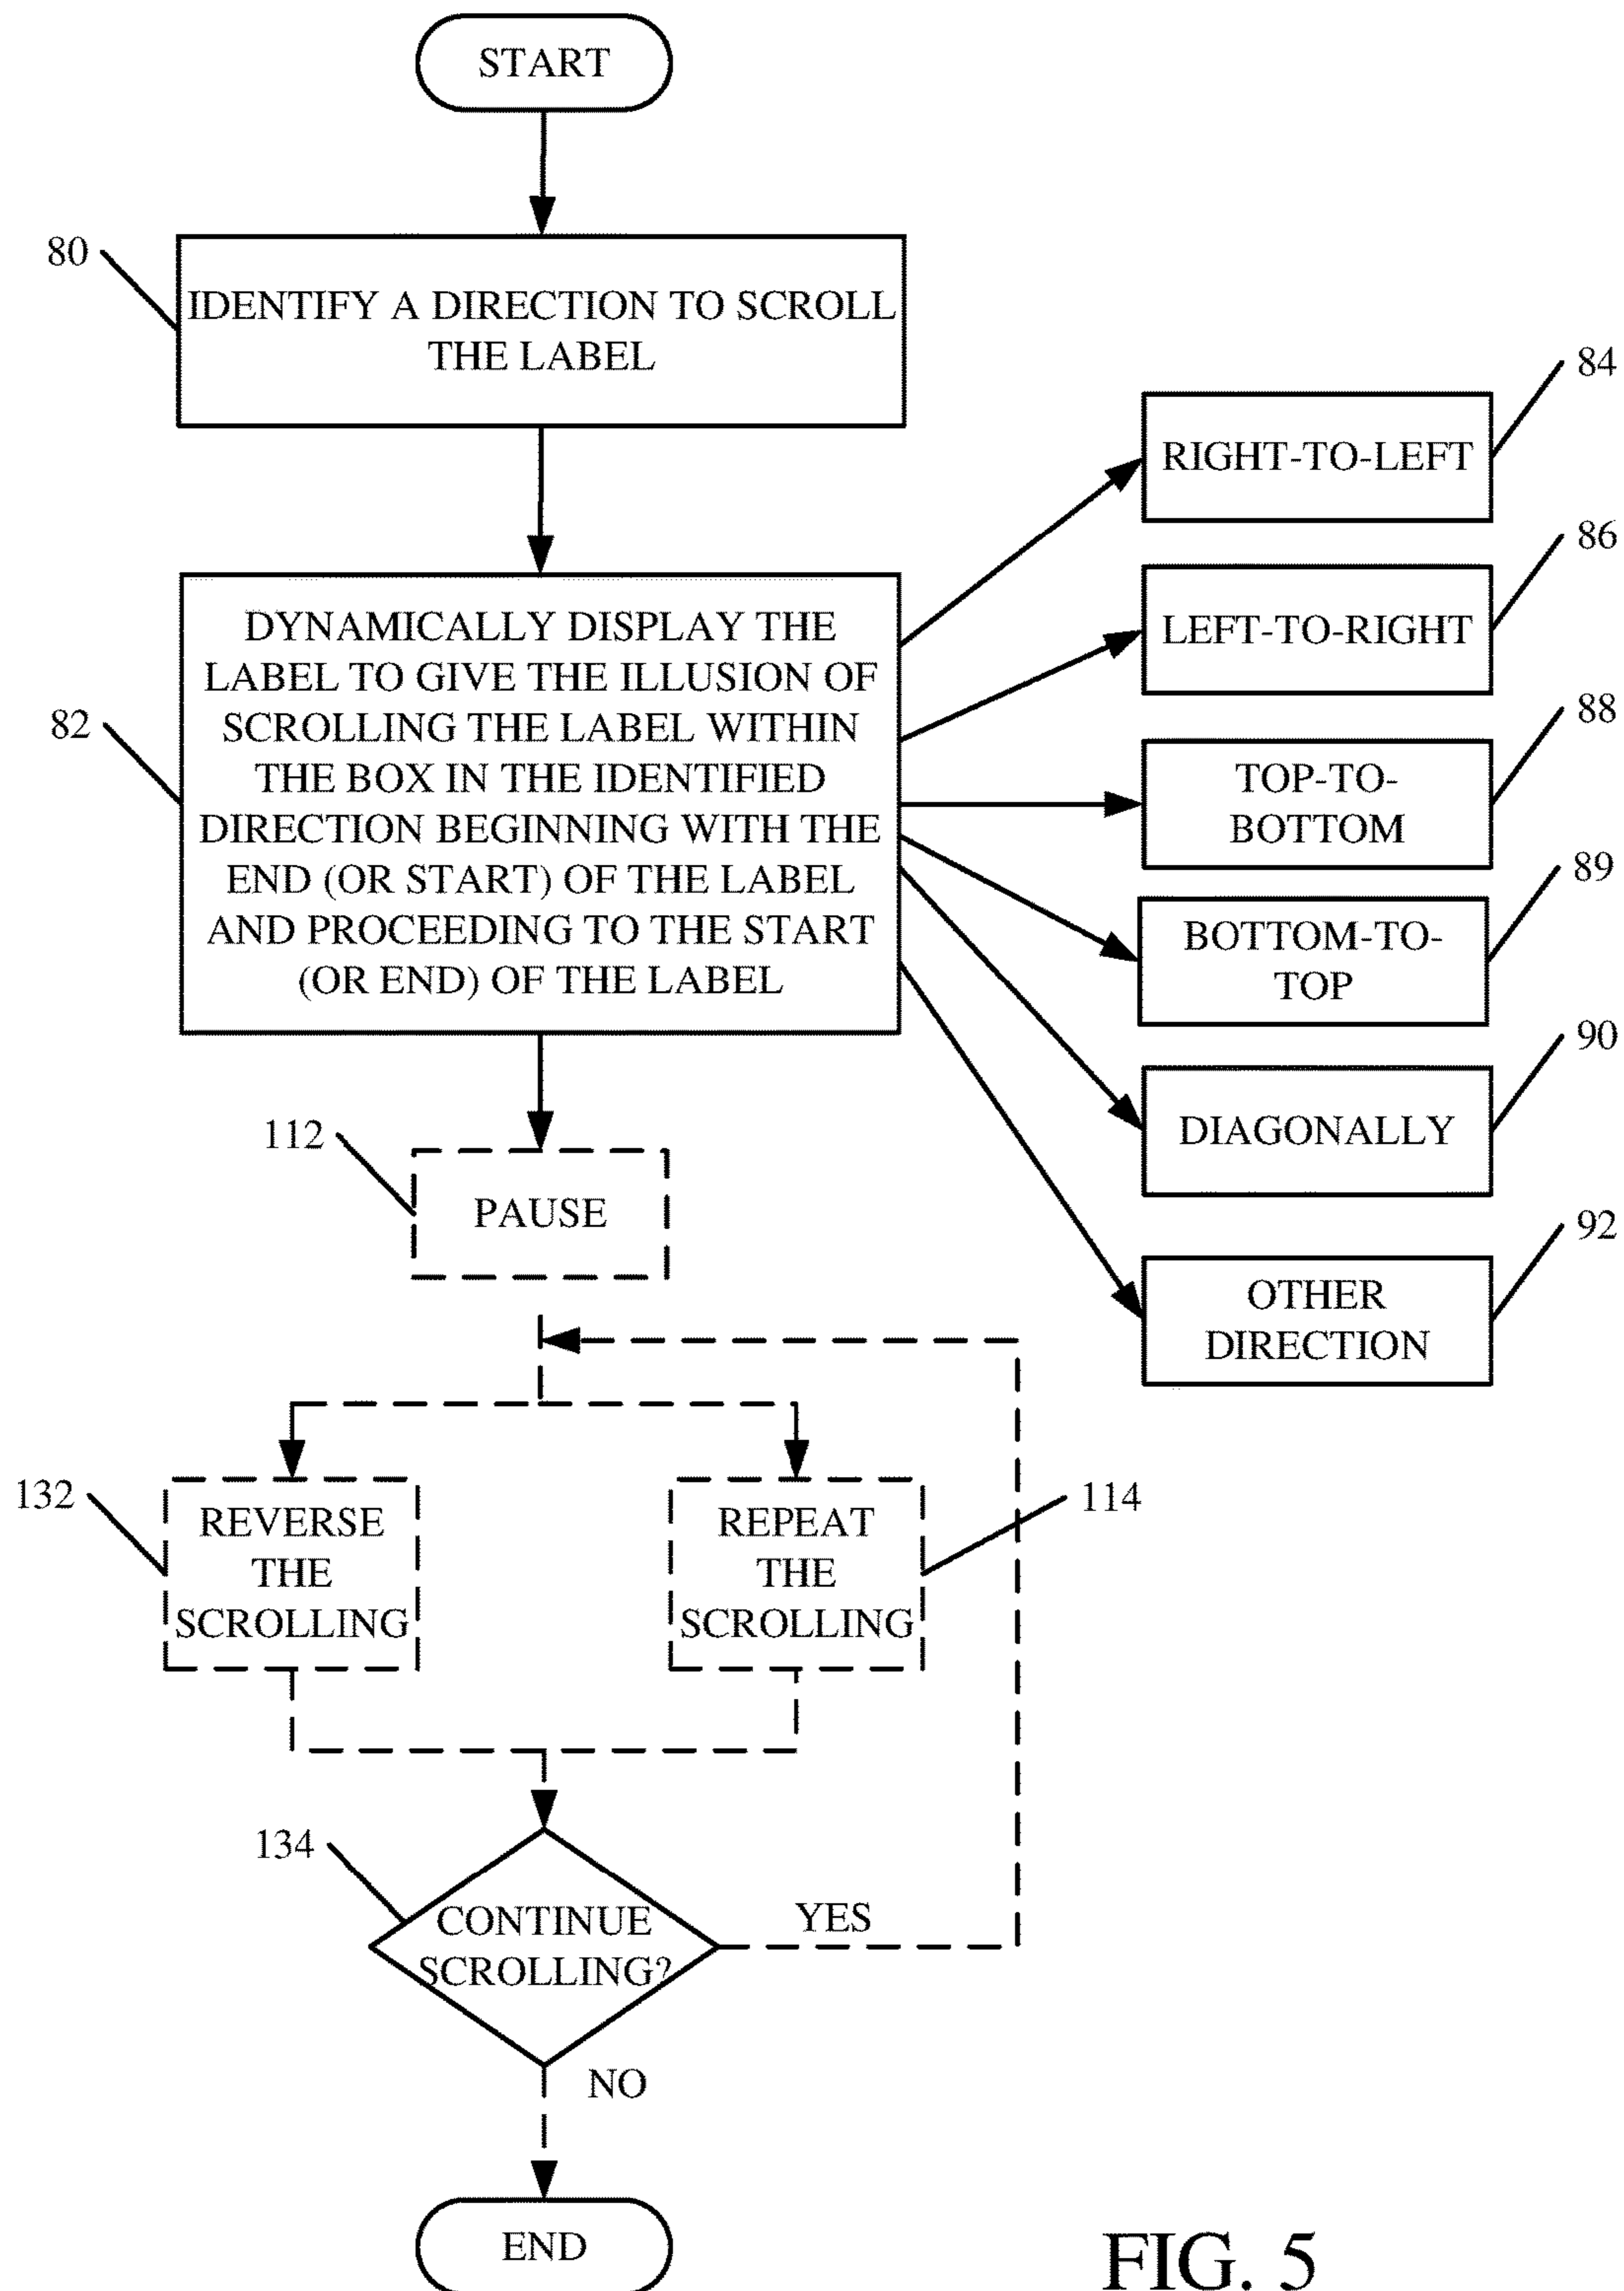 START
80
IDENTIFY A DIRECTION TO SCROLL
THE LABEL
84
RIGHT-TO-LEFT
86
LEFT-TO-RIGHT
82
DYNAMICALLY DISPLAY THE
LABEL TO GIVE THE ILLUSION OF
SCROLLING THE LABEL WITHIN
THE BOX IN THE IDENTIFIED
DIRECTION BEGINNING WITH THE
END (OR START) OF THE LABEL
AND PROCEEDING TO THE START
(OR END) OF THE LABEL
88
TOP-TO-
BOTTOM
89
BOTTOM-TO-
TOP
90
DIAGONALLY
92
OTHER
DIRECTION
112
PAUSE
132
REVERSE
THE
SCROLLING
REPEAT
THE
SCROLLING
114
134
CONTINUE
SCROLLING?
YES
NO
END
FIG. 5